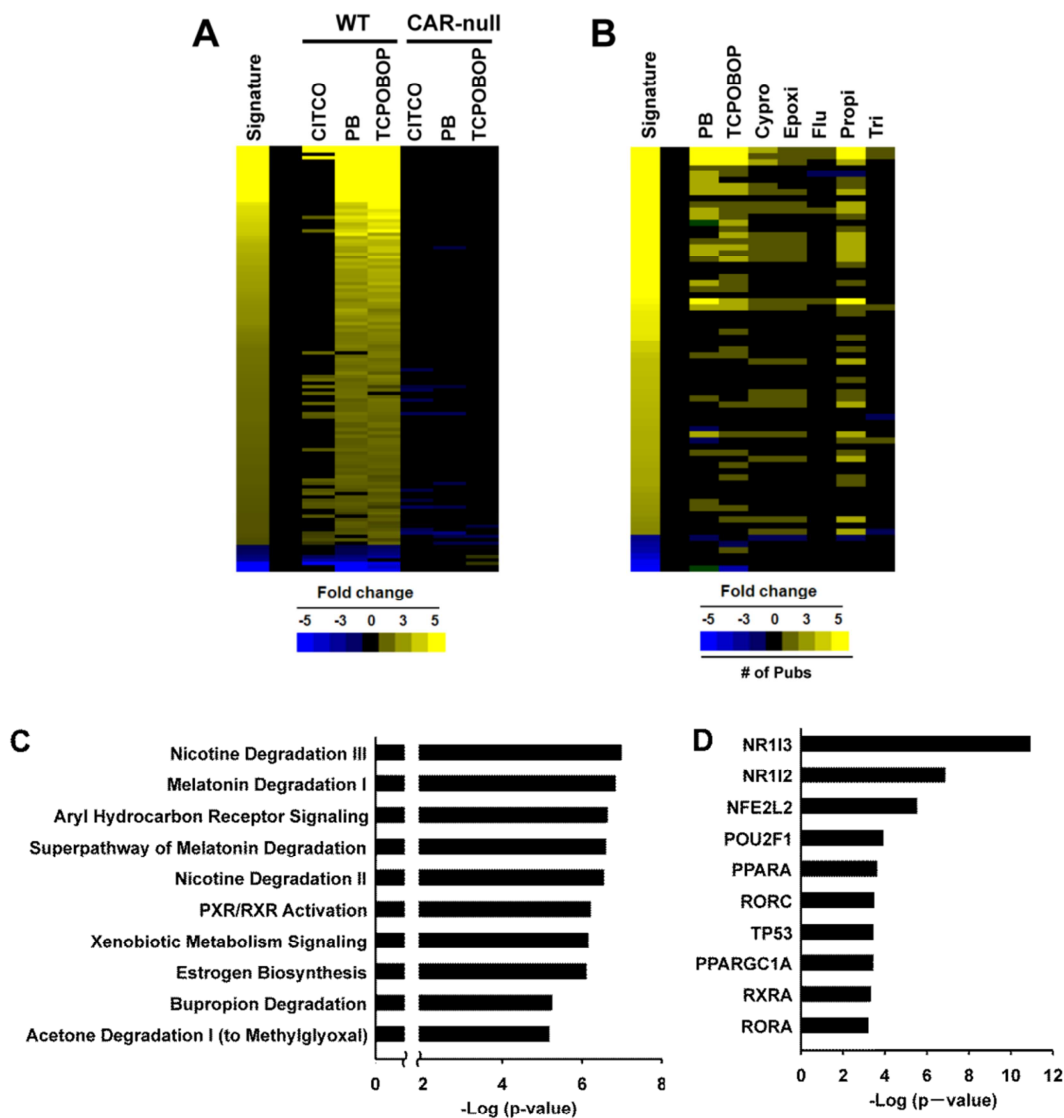 A
WT
CAR-null
Signature
CITCO
PB
TCPOBOP
CITCO
PB
TCPOBOP
Fold change
-5 -3 0 3 5
B
Signature
PB
TCPOBOP
Cypro
Epoxi
Flu
Propi
Tri
Fold change
-5 -3 0 3 5
# of Pubs
C
Nicotine Degradation III
Melatonin Degradation I
Aryl Hydrocarbon Receptor Signaling
Superpathway of Melatonin Degradation
Nicotine Degradation II
PXR/RXR Activation
Xenobiotic Metabolism Signaling
Estrogen Biosynthesis
Bupropion Degradation
Acetone Degradation I (to Methylglyoxal)
0 2 4 6 8
-Log (p-value)
D
NR1I3
NR1I2
NFE2L2
POU2F1
PPARA
RORC
TP53
PPARGC1A
RXRA
RORA
0 2 4 6 8 10 12
-Log (p-value)